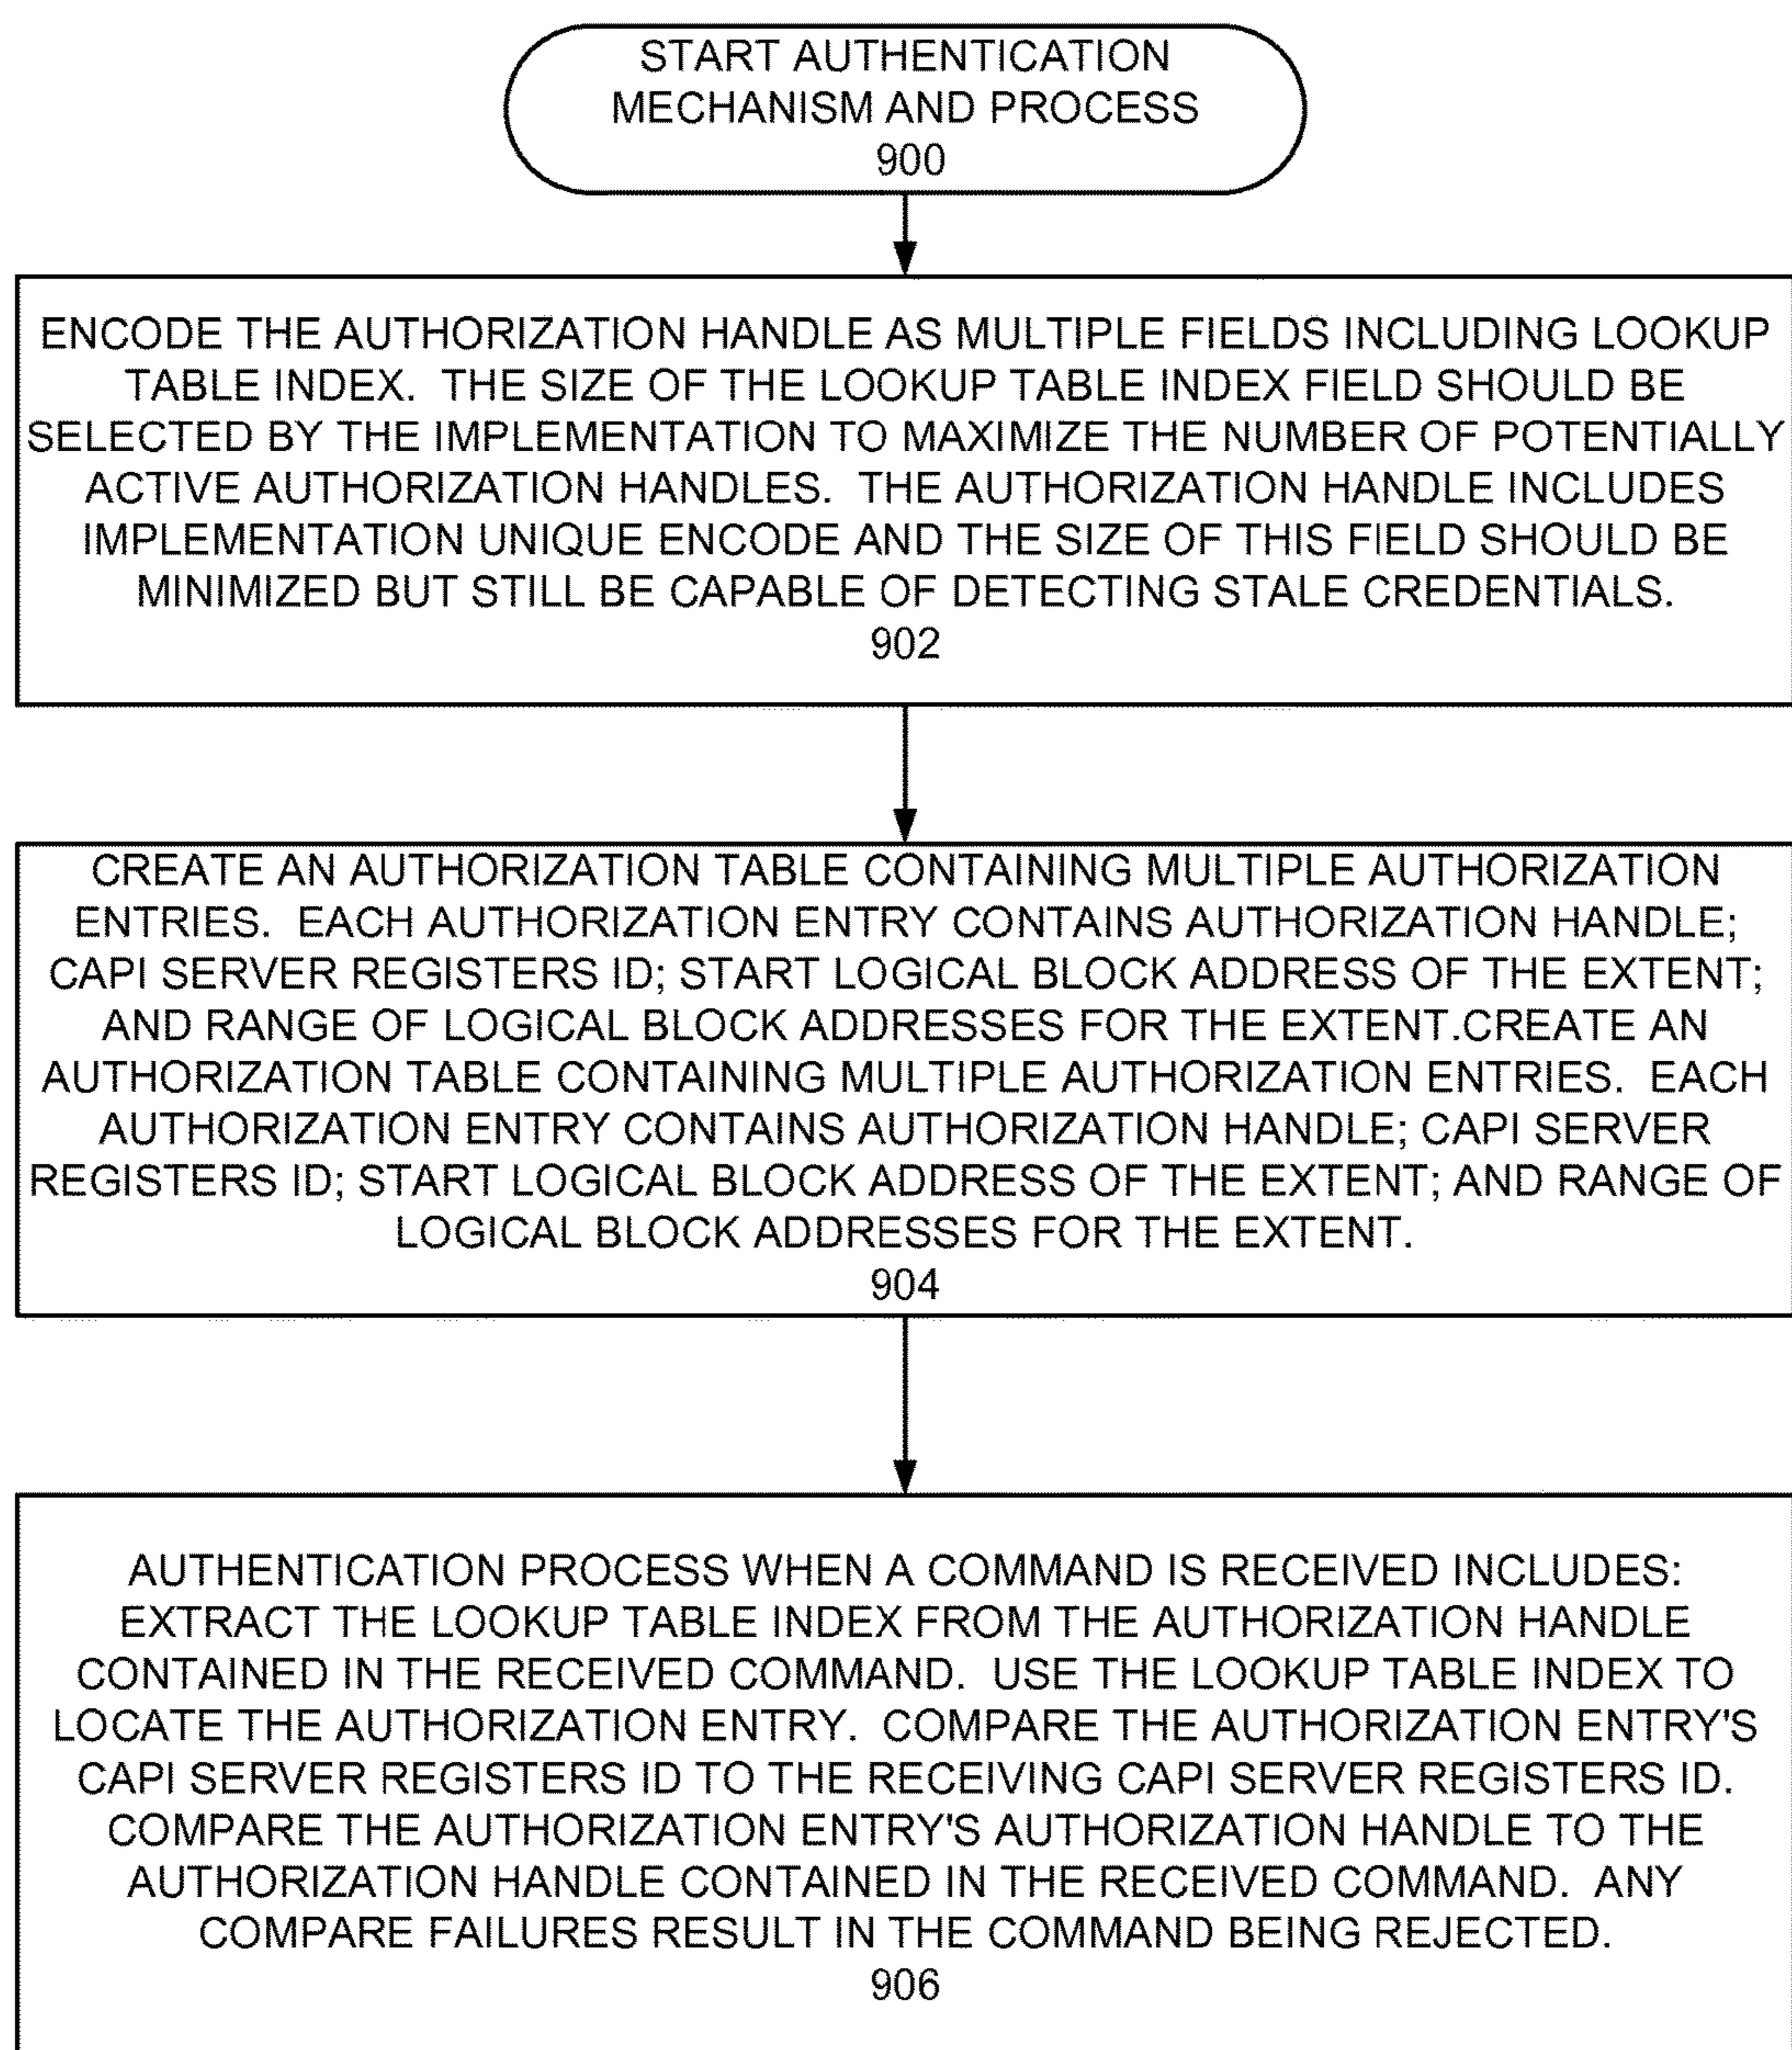 START AUTHENTICATION
MECHANISM AND PROCESS
900
ENCODE THE AUTHORIZATION HANDLE AS MULTIPLE FIELDS INCLUDING LOOKUP
TABLE INDEX. THE SIZE OF THE LOOKUP TABLE INDEX FIELD SHOULD BE
SELECTED BY THE IMPLEMENTATION TO MAXIMIZE THE NUMBER OF POTENTIALLY
ACTIVE AUTHORIZATION HANDLES. THE AUTHORIZATION HANDLE INCLUDES
IMPLEMENTATION UNIQUE ENCODE AND THE SIZE OF THIS FIELD SHOULD BE
MINIMIZED BUT STILL BE CAPABLE OF DETECTING STALE CREDENTIALS.
902
CREATE AN AUTHORIZATION TABLE CONTAINING MULTIPLE AUTHORIZATION
ENTRIES. EACH AUTHORIZATION ENTRY CONTAINS AUTHORIZATION HANDLE;
CAPI SERVER REGISTERS ID; START LOGICAL BLOCK ADDRESS OF THE EXTENT;
AND RANGE OF LOGICAL BLOCK ADDRESSES FOR THE EXTENT.CREATE AN
AUTHORIZATION TABLE CONTAINING MULTIPLE AUTHORIZATION ENTRIES. EACH
AUTHORIZATION ENTRY CONTAINS AUTHORIZATION HANDLE; CAPI SERVER
REGISTERS ID; START LOGICAL BLOCK ADDRESS OF THE EXTENT; AND RANGE OF
LOGICAL BLOCK ADDRESSES FOR THE EXTENT.
904
AUTHENTICATION PROCESS WHEN A COMMAND IS RECEIVED INCLUDES:
EXTRACT THE LOOKUP TABLE INDEX FROM THE AUTHORIZATION HANDLE
CONTAINED IN THE RECEIVED COMMAND. USE THE LOOKUP TABLE INDEX TO
LOCATE THE AUTHORIZATION ENTRY. COMPARE THE AUTHORIZATION ENTRY'S
CAPI SERVER REGISTERS ID TO THE RECEIVING CAPI SERVER REGISTERS ID.
COMPARE THE AUTHORIZATION ENTRY'S AUTHORIZATION HANDLE TO THE
AUTHORIZATION HANDLE CONTAINED IN THE RECEIVED COMMAND. ANY
COMPARE FAILURES RESULT IN THE COMMAND BEING REJECTED.
906